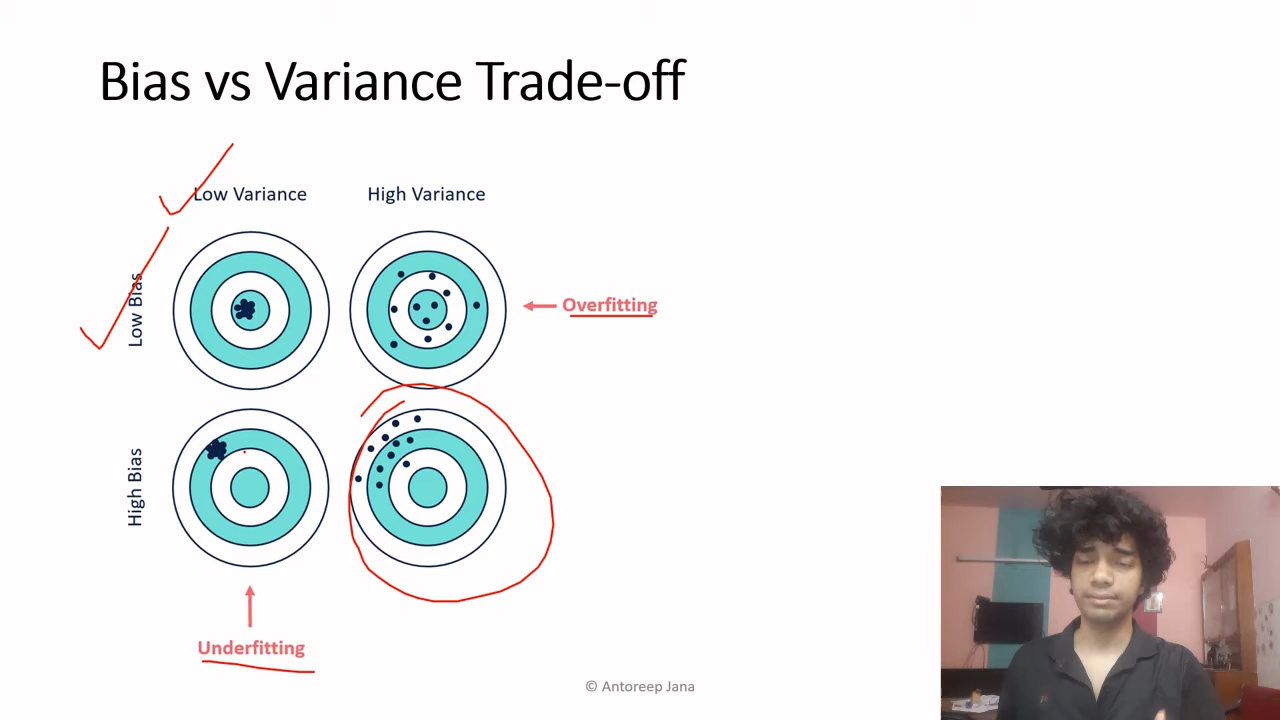 Bias vs Variance Trade-off
Low Variance
High Variance
Low Bias
Overfitting
High Bias
Underfitting
© Antoreep Jana